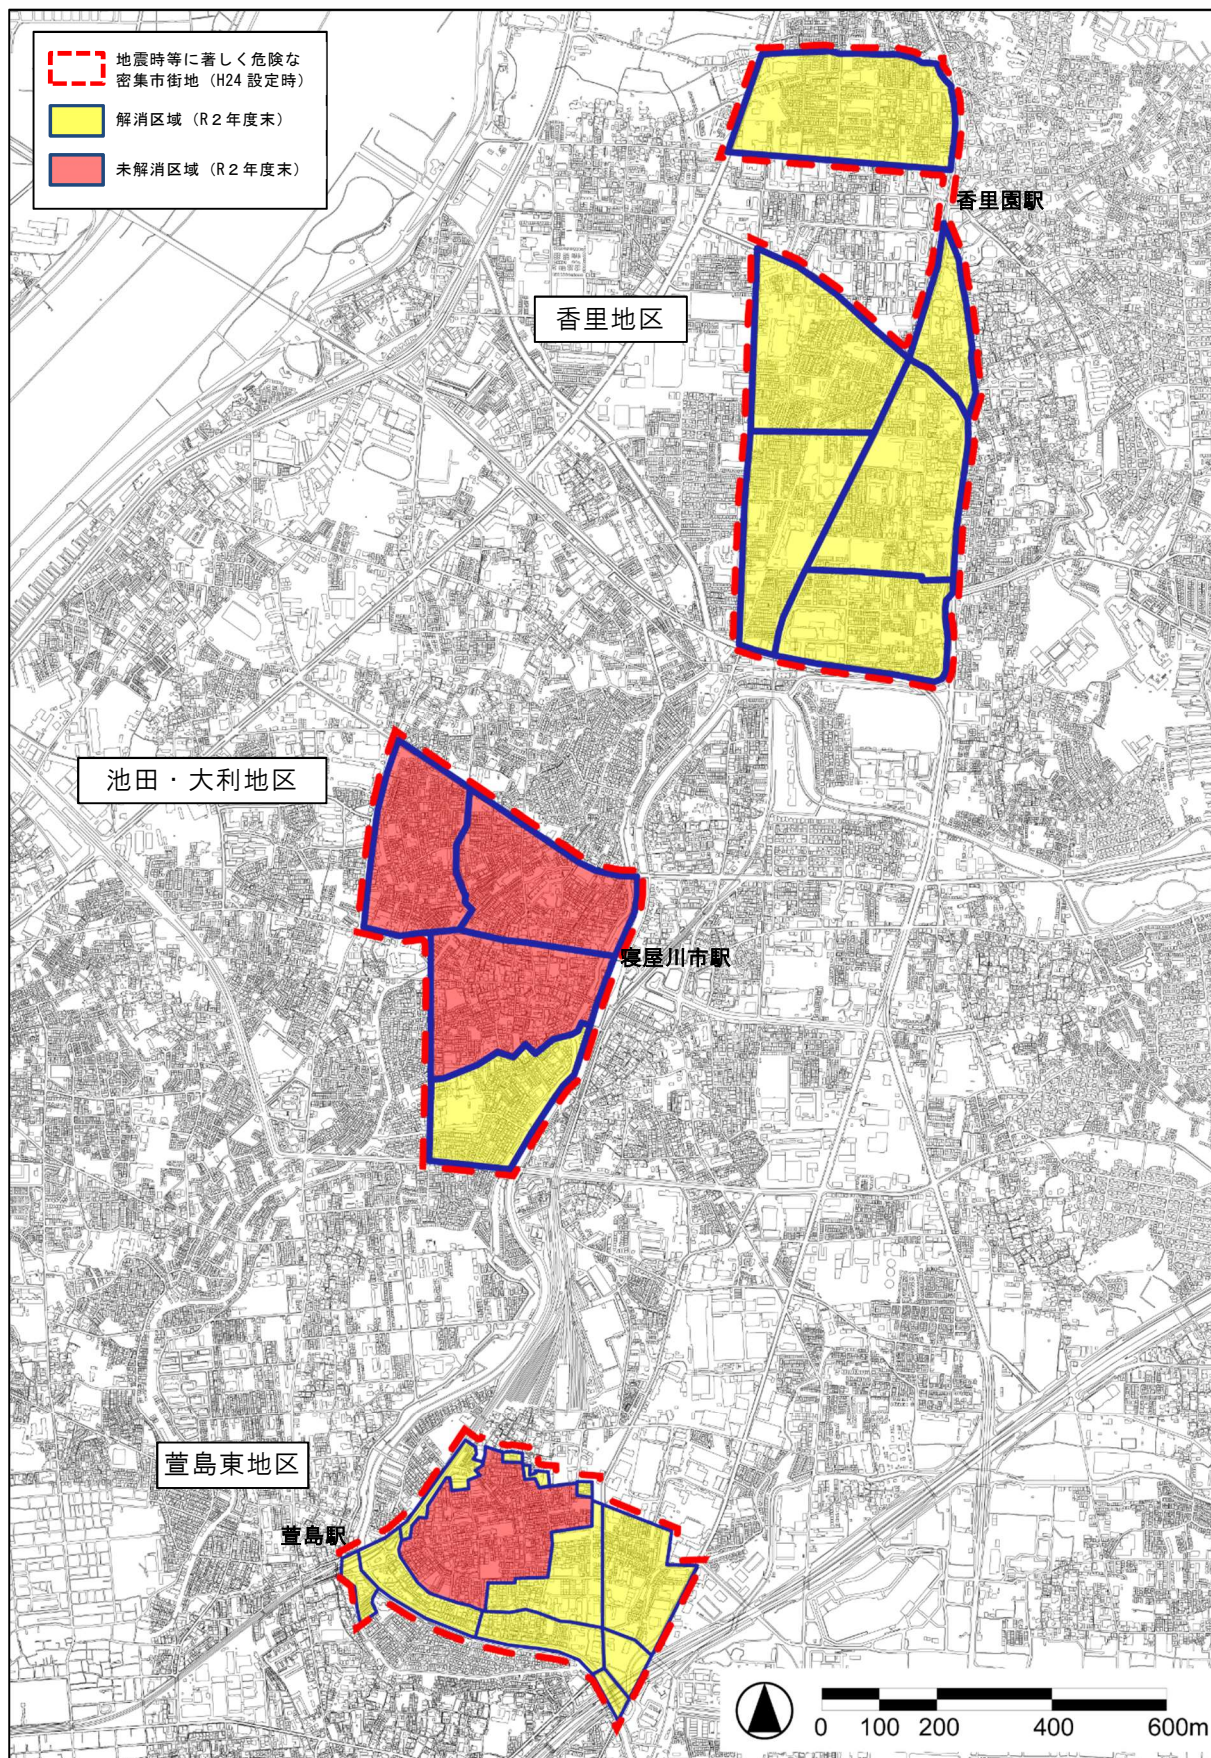 地震時等に著しく危険な
密集市街地（H24 設定時）
解消区域（R２年度末）
未解消区域（R２年度末）
香里園駅
香里地区
池田・大利地区
寝屋川市駅
萱島東地区
萱島駅
0 100 200 400 600m